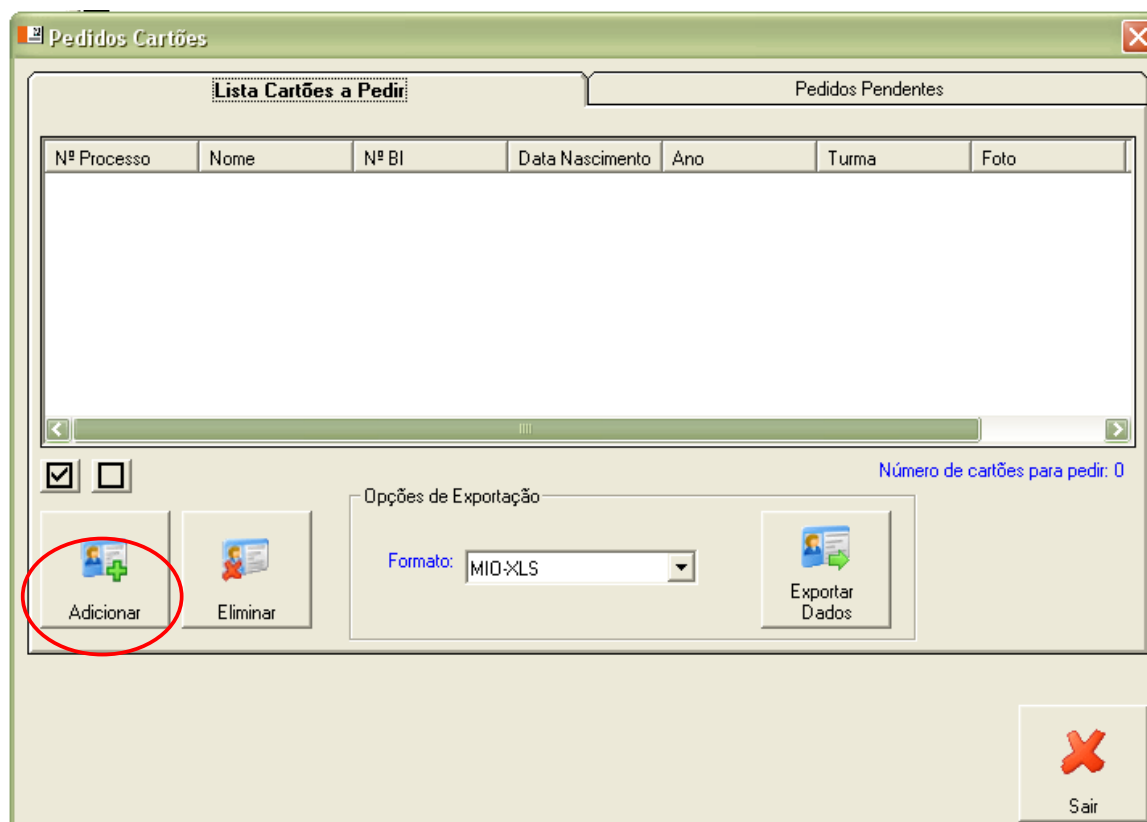 Pedidos Cartões
Lista Cartões a Pedir
Pedidos Pendentes
Nº Processo Nome Nº BI Data Nascimento Ano Turma Foto
Número de cartões para pedir: 0
Opções de Exportação
Formato: MIO-XLS
Adicionar
Eliminar
Exportar
Dados
Sair